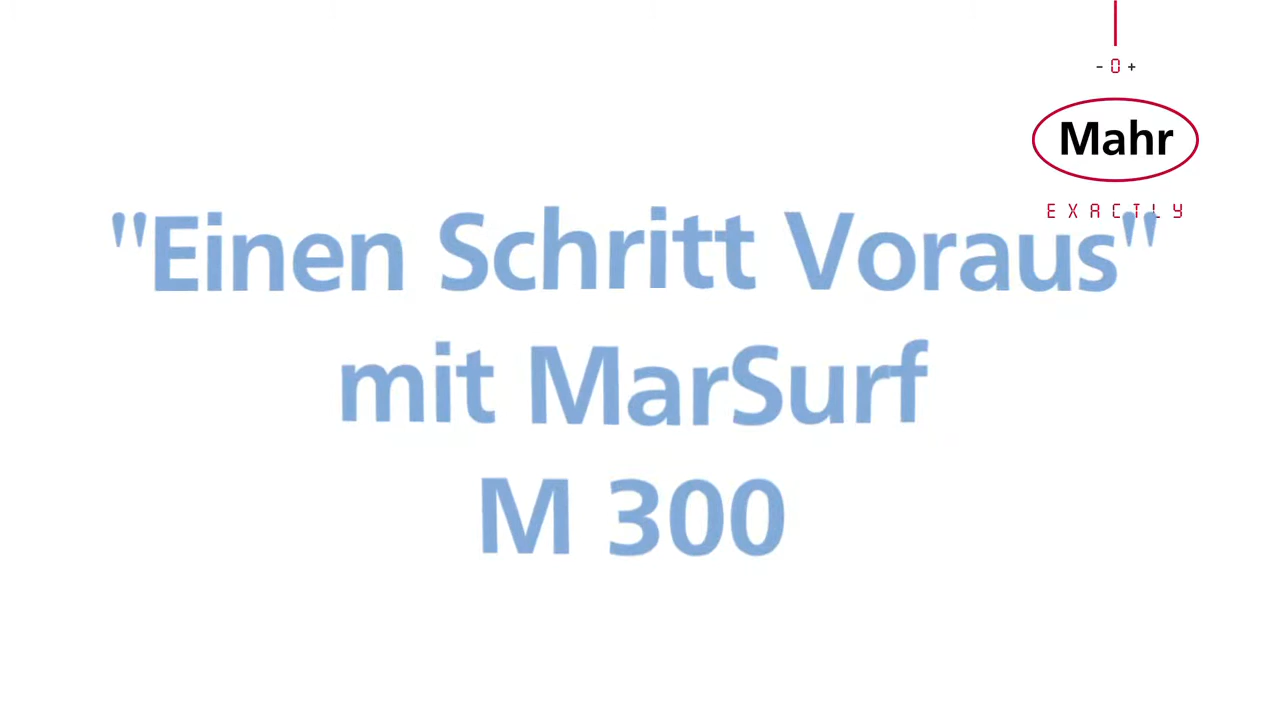 - 0 +
Mahr
EXACTLY
"Einen Schritt Voraus"
mit MarSurf
M 300